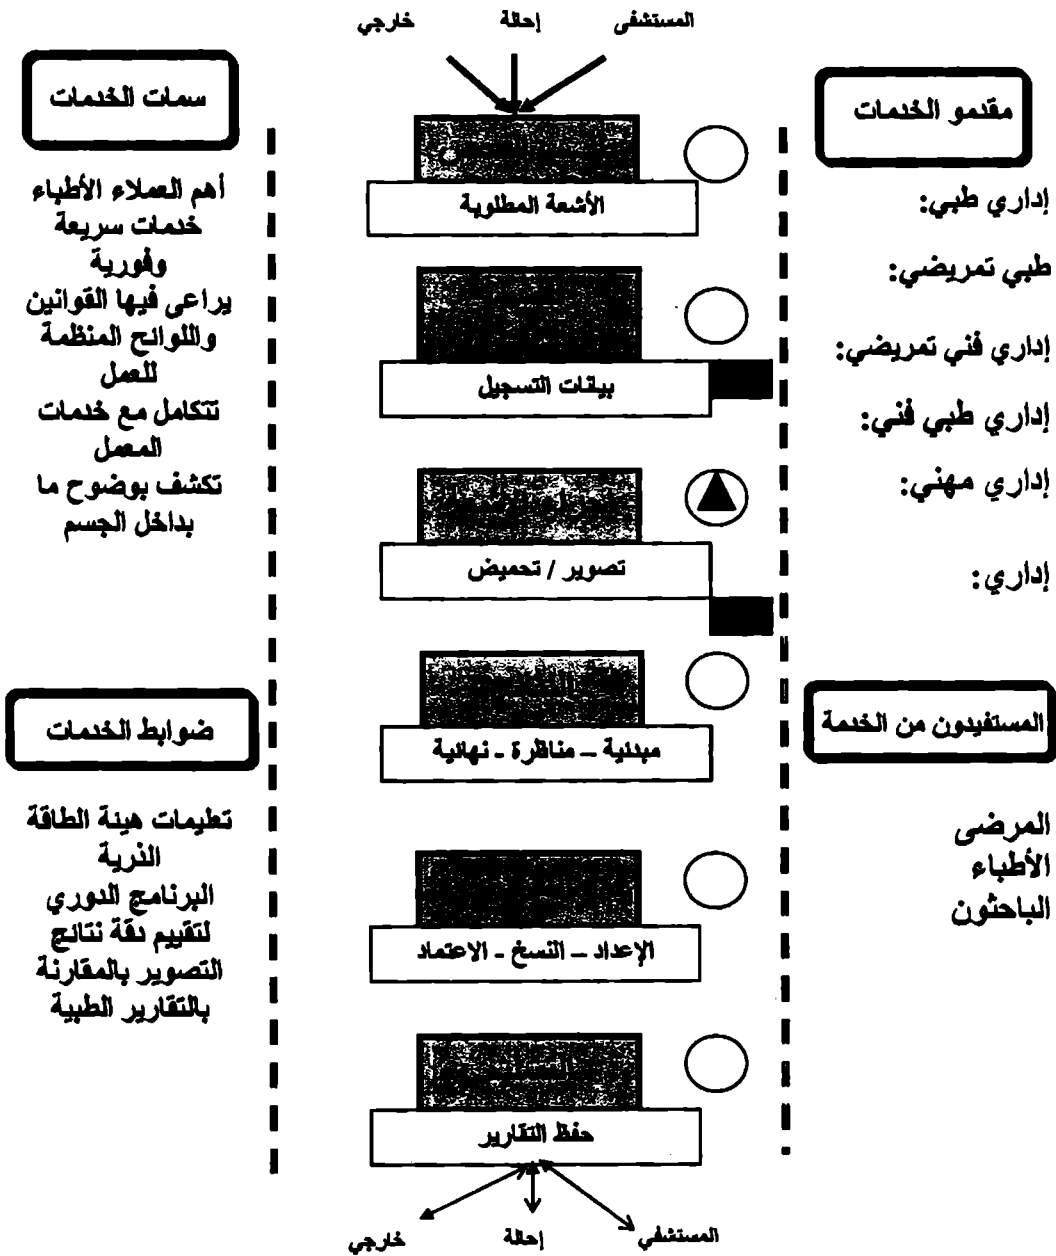 المستشفى إحالة خارجي
مقدمو الخدمات
إداري طبي:
طبي تمريضي:
إداري فني تمريضي:
إداري طبي فني:
إداري مهني:
إداري:
المستفيدون من الخدمة
المرضى
الأطباء
الباحثون
الأشعة المطلوبة
بيانات التسجيل
تصوير / تحميض
مبدئية – مناظرة - نهائية
الإعداد – النسخ - الاعتماد
حفظ التقارير
سمات الخدمات
أهم العملاء الأطباء
خدمات سريعة
وفورية
يراعى فيها القوانين
واللوائح المنظمة
للعمل
تتكامل مع خدمات
المعمل
تكشف بوضوح ما
بداخل الجسم
ضوابط الخدمات
تعليمات هيئة الطاقة
الذرية
البرنامج الدوري
لتقييم دقة نتائج
التصوير بالمقارنة
بالتقارير الطبية
المستشفي إحالة خارجي